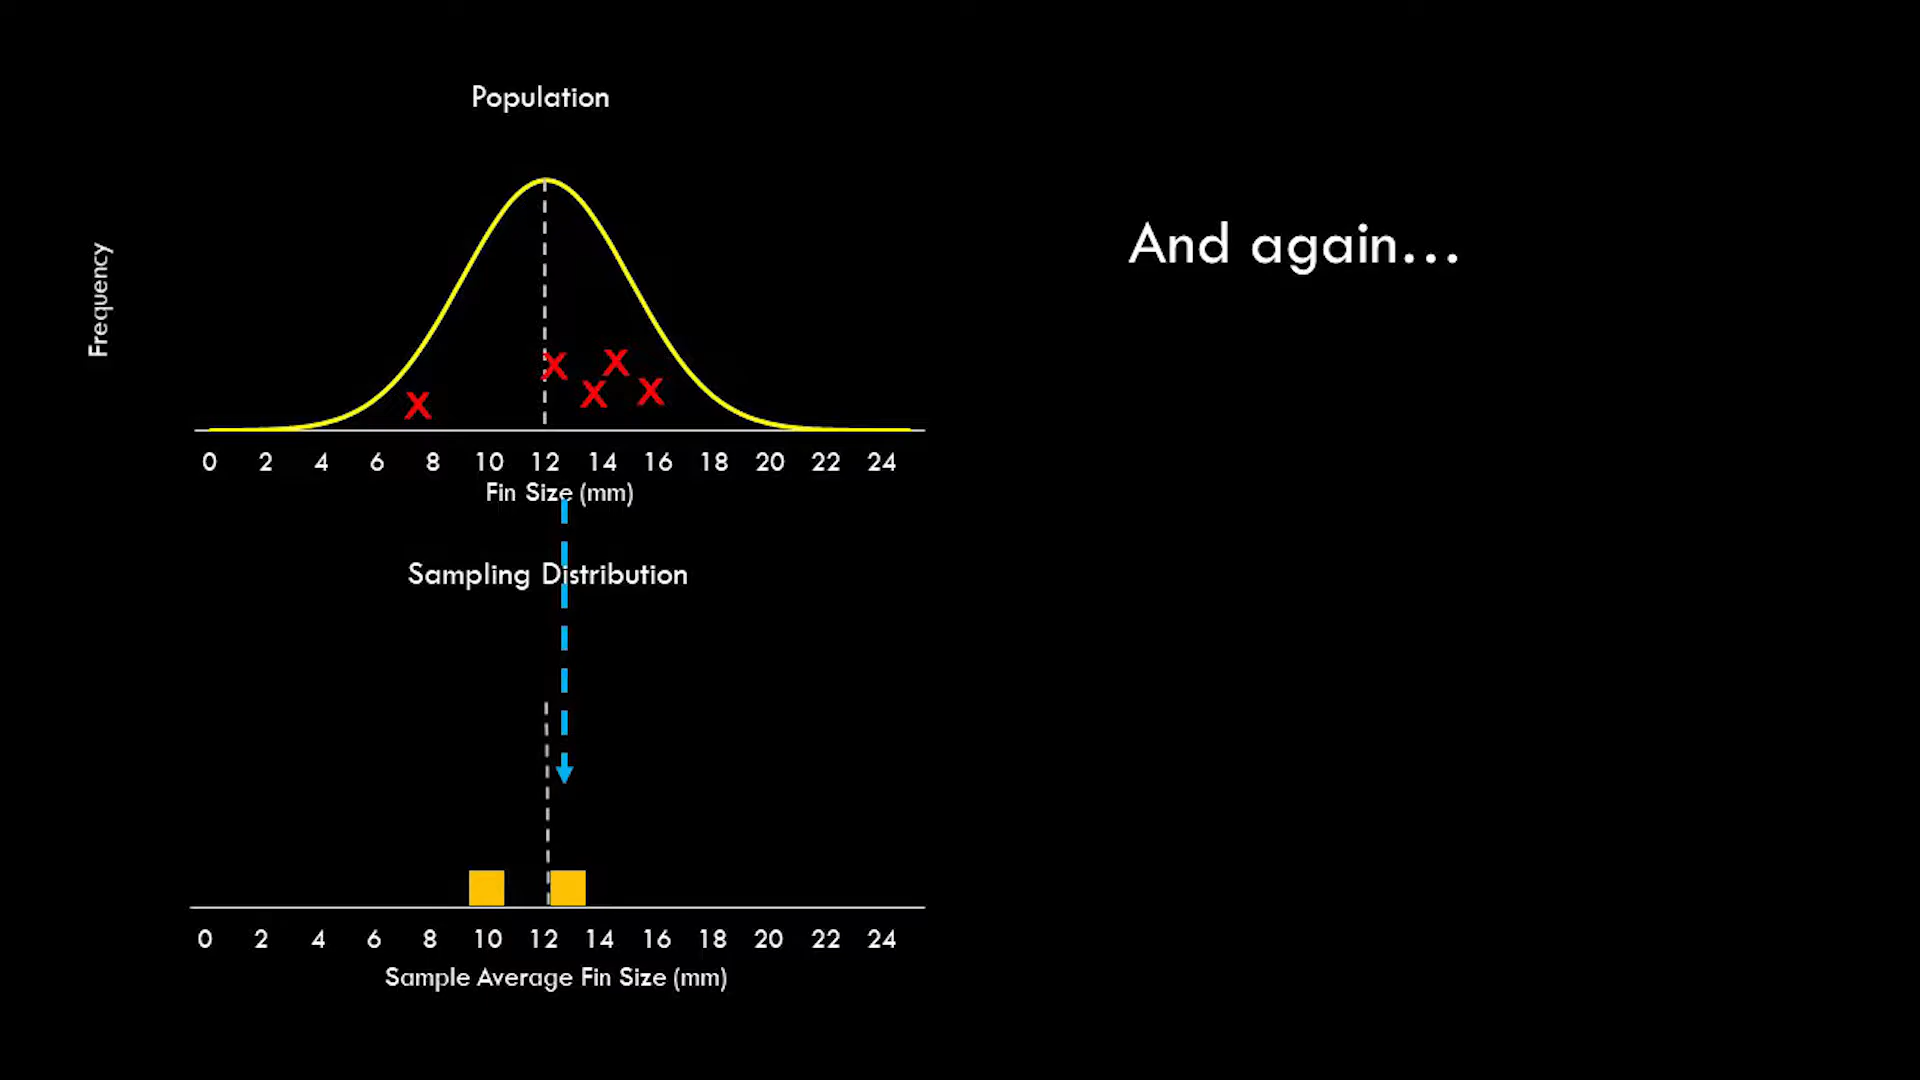 Population
And again...
Frequency
0 2 4 6 8 10 12 14 16 18 20 22 24
Fin Size (mm)
Sampling Distribution
0 2 4 6 8 10 12 14 16 18 20 22 24
Sample Average Fin Size (mm)